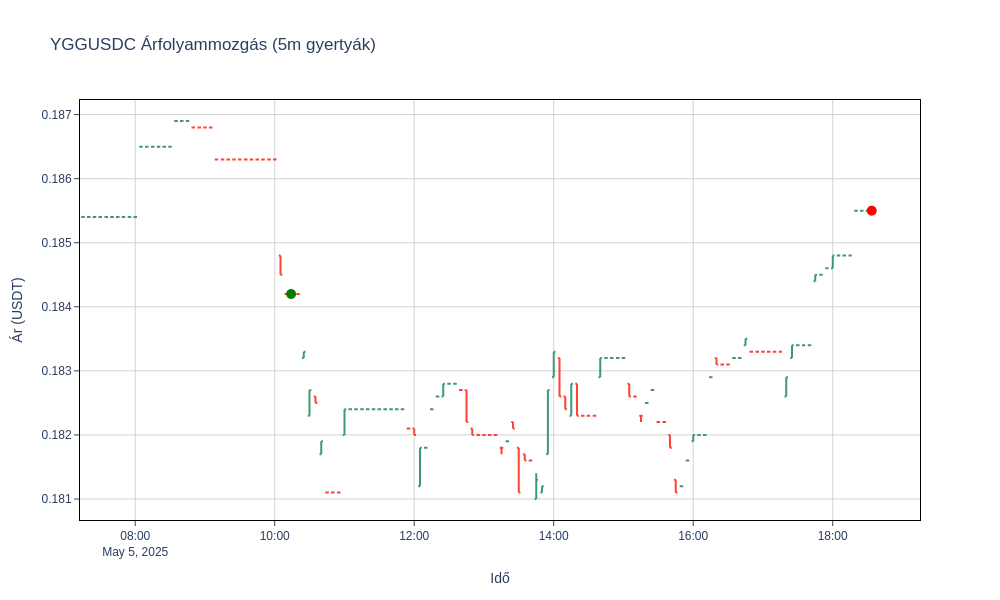 YGGUSDC Árfolyammozgás (5m gyertyák)
0.187
0.186
0.185
0.184
0.183
0.182
0.181
Ár (USDT)
08:00 10:00 12:00 14:00 16:00 18:00
May 5, 2025
Idő